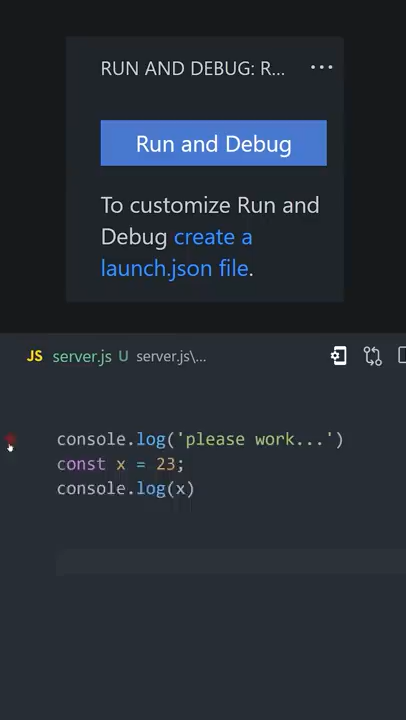 RUN AND DEBUG: R...
Run and Debug
To customize Run and
Debug create a
launch.json file.
JS server.js U server.js\...
console.log('please work...')
const x = 23;
console.log(x)